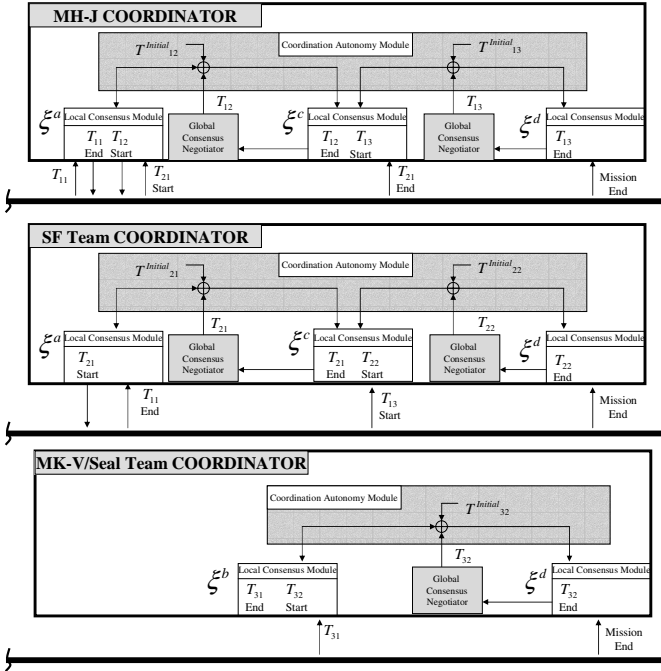 MH-J COORDINATOR
Coordination Autonomy Module
T^Initial_12
T^Initial_13
T_12
T_13
ξ^a
Local Consensus Module
T_11 T_12
End Start
Global
Consensus
Negotiator
ξ^c
Local Consensus Module
T_12 T_13
End Start
Global
Consensus
Negotiator
ξ^d
Local Consensus Module
T_13
End
T_11
T_21
Start
T_21
End
Mission
End
SF Team COORDINATOR
Coordination Autonomy Module
T^Initial_21
T^Initial_22
T_21
T_22
ξ^a
Local Consensus Module
T_21
Start
Global
Consensus
Negotiator
ξ^c
Local Consensus Module
T_21 T_22
End Start
Global
Consensus
Negotiator
ξ^d
Local Consensus Module
T_22
End
T_11
End
T_13
Start
Mission
End
MK-V/Seal Team COORDINATOR
Coordination Autonomy Module
T^Initial_32
T_32
ξ^b
Local Consensus Module
T_31 T_32
End Start
Global
Consensus
Negotiator
ξ^d
Local Consensus Module
T_32
End
T_31
Mission
End